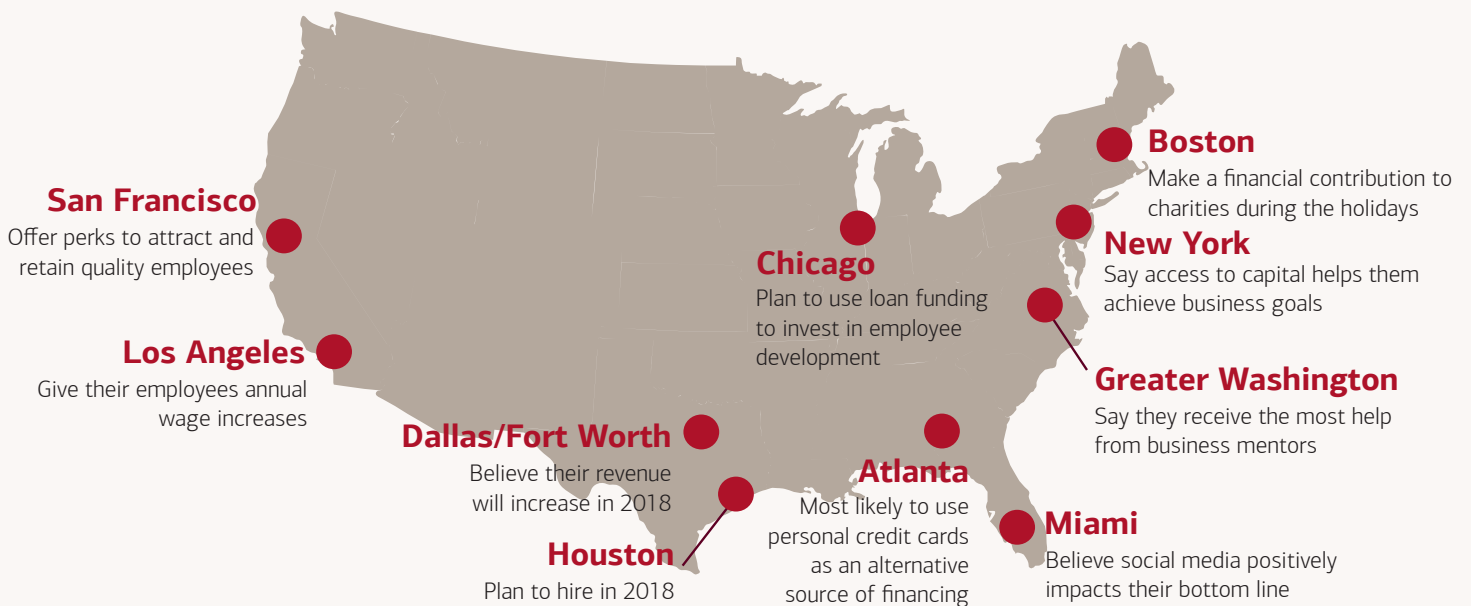 San Francisco
Offer perks to attract and
retain quality employees
Los Angeles
Give their employees annual
wage increases
Dallas/Fort Worth
Believe their revenue
will increase in 2018
Houston
Plan to hire in 2018
Chicago
Plan to use loan funding
to invest in employee
development
Atlanta
Most likely to use
personal credit cards
as an alternative
source of financing
Boston
Make a financial contribution to
charities during the holidays
New York
Say access to capital helps them
achieve business goals
Greater Washington
Say they receive the most help
from business mentors
Miami
Believe social media positively
impacts their bottom line